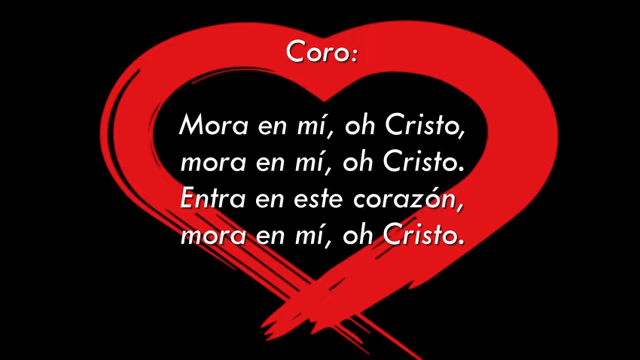 Coro:
Mora en mí, oh Cristo,
mora en mí, oh Cristo.
Entra en este corazón,
mora en mí, oh Cristo.